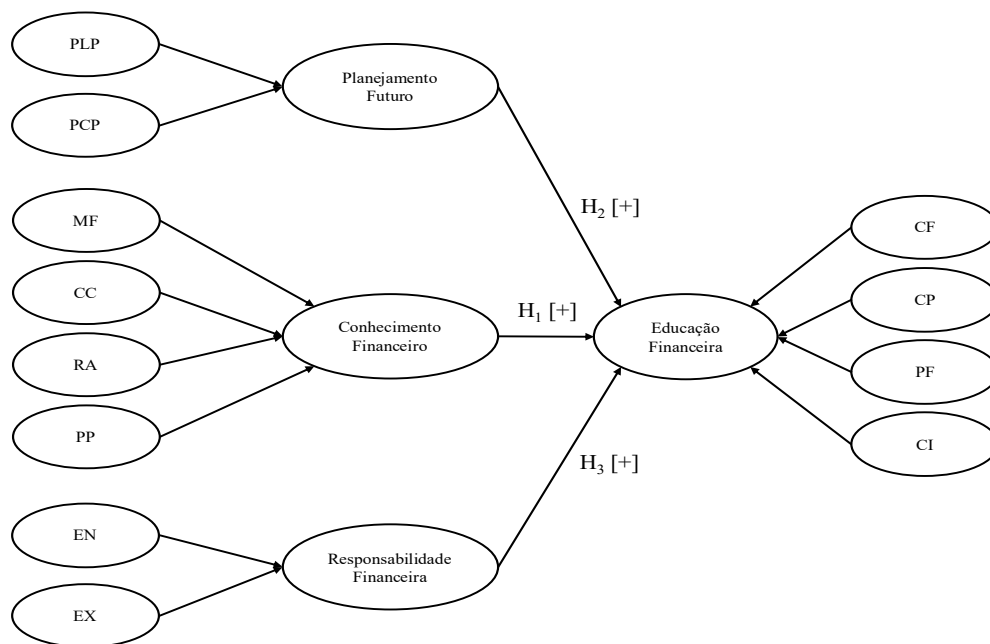 PLP
PCP
Planejamento
Futuro
H₂ [+]
MF
CC
RA
PP
Conhecimento
Financeiro
H₁ [+]
Educação
Financeira
CF
CP
PF
CI
H₃ [+]
EN
EX
Responsabilidade
Financeira